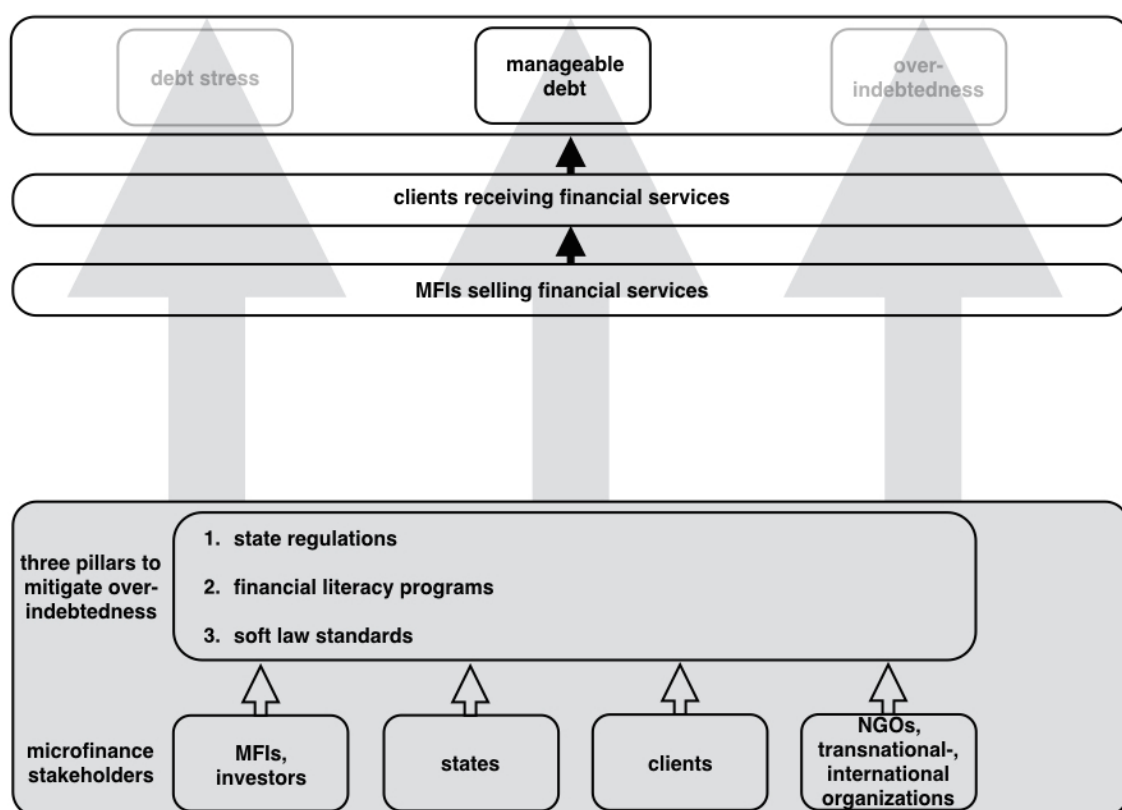 debt stress
manageable
debt
over-
indebtedness
clients receiving financial services
MFIs selling financial services
three pillars to
mitigate over-
indebtedness
1. state regulations
2. financial literacy programs
3. soft law standards
microfinance
stakeholders
MFIs,
investors
states
clients
NGOs,
transnational-,
international
organizations